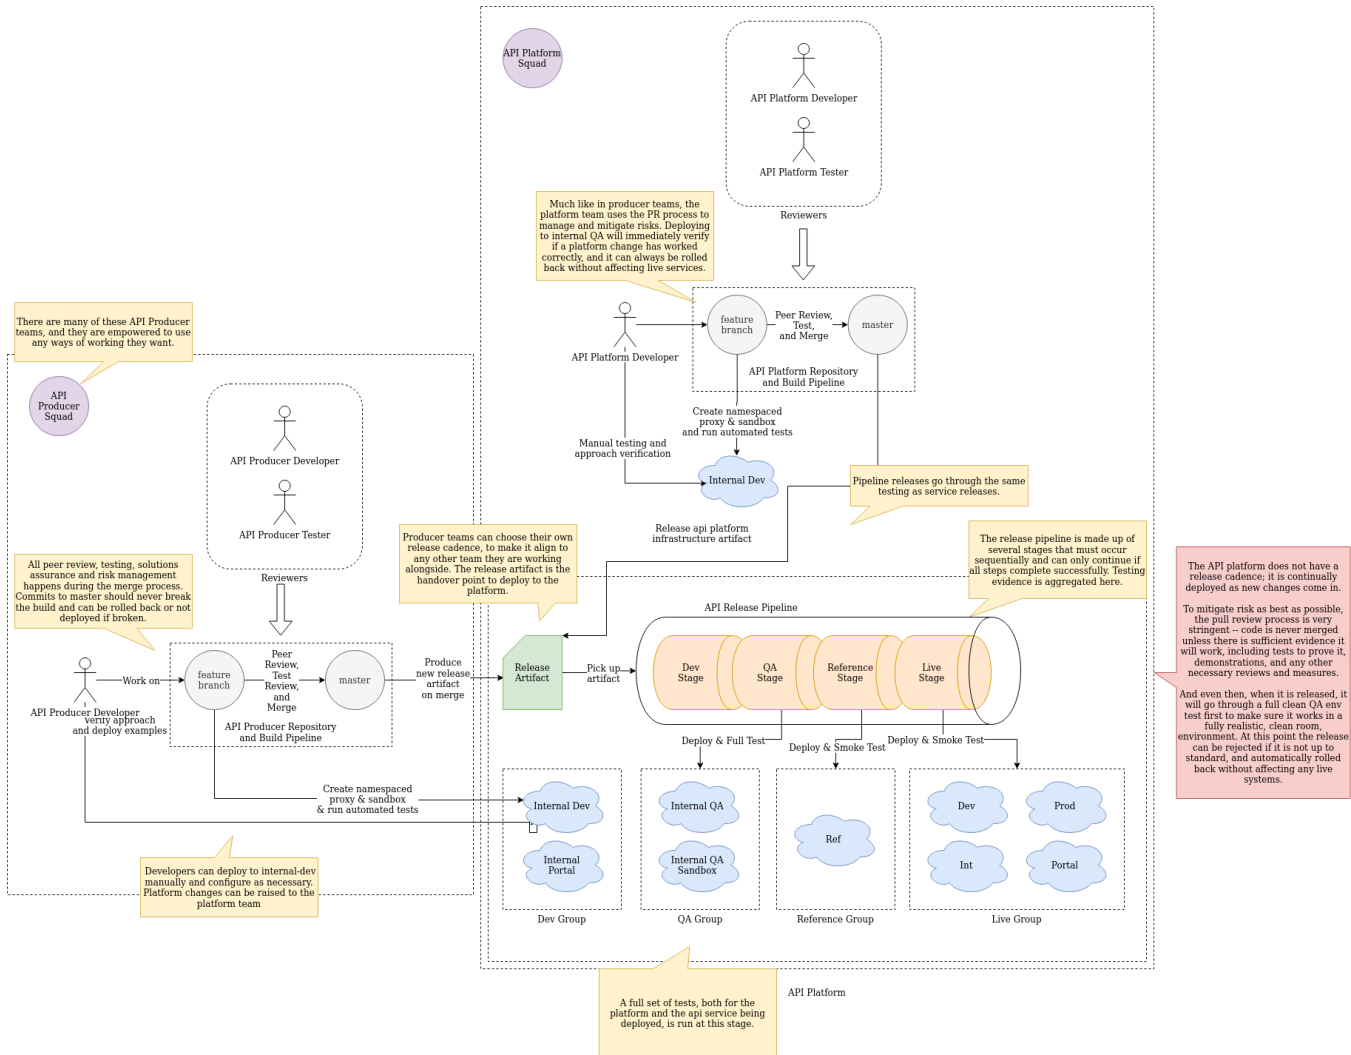 API Platform
Squad
API Platform Developer
API Platform Tester
Reviewers
Much like in producer teams, the
platform team uses the PR process to
manage and mitigate risks. Deploying
to internal QA will immediately verify
if a platform change has worked
correctly, and it can always be rolled
back without affecting live services.
API Platform Developer
feature
branch
Peer Review,
Test,
and Merge
master
API Platform Repository
and Build Pipeline
Create namespaced
proxy & sandbox
and run automated tests
Manual testing and
approach verification
Internal Dev
Pipeline releases go through the same
testing as service releases.
Release api platform
infrastructure artifact
There are many of these API Producer
teams, and they are empowered to use
any ways of working they want.
API
Producer
Squad
API Producer Developer
API Producer Tester
Reviewers
All peer review, testing, solutions
assurance and risk management
happens during the merge process.
Commits to master should never break
the build and can be rolled back or not
deployed if broken.
API Producer Developer
Work on
feature
branch
Peer
Review,
Test
Review,
and
Merge
master
API Producer Repository
and Build Pipeline
Verify approach
and deploy examples
Create namespaced
proxy & sandbox
& run automated tests
Developers can deploy to internal-dev
manually and configure as necessary.
Platform changes can be raised to the
platform team
Produce
new release
artifact
on merge
Producer teams can choose their own
release cadence, to make it align to
any other team they are working
alongside. The release artifact is the
handover point to deploy to the
platform.
Release
Artifact
Pick up
artifact
The release pipeline is made up of
several stages that must occur
sequentially and can only continue if
all steps complete successfully. Testing
evidence is aggregated here.
API Release Pipeline
Dev
Stage
QA
Stage
Reference
Stage
Live
Stage
Deploy & Full Test
Deploy & Smoke Test
Deploy & Smoke Test
Internal Dev
Internal
Portal
Dev Group
Internal QA
Internal QA
Sandbox
QA Group
Ref
Reference Group
Dev
Prod
Int
Portal
Live Group
A full set of tests, both for the
platform and the api service being
deployed, is run at this stage.
API Platform
The API platform does not have a
release cadence; it is continually
deployed as new changes come in.
To mitigate risk as best as possible,
the pull review process is very
stringent -- code is never merged
unless there is sufficient evidence it
will work, including tests to prove it,
demonstrations, and any other
necessary reviews and measures.
And even then, when it is released, it
will go through a full clean QA env
test first to make sure it works in a
fully realistic, clean room,
environment. At this point the release
can be rejected if it is not up to
standard, and automatically rolled
back without affecting any live
systems.